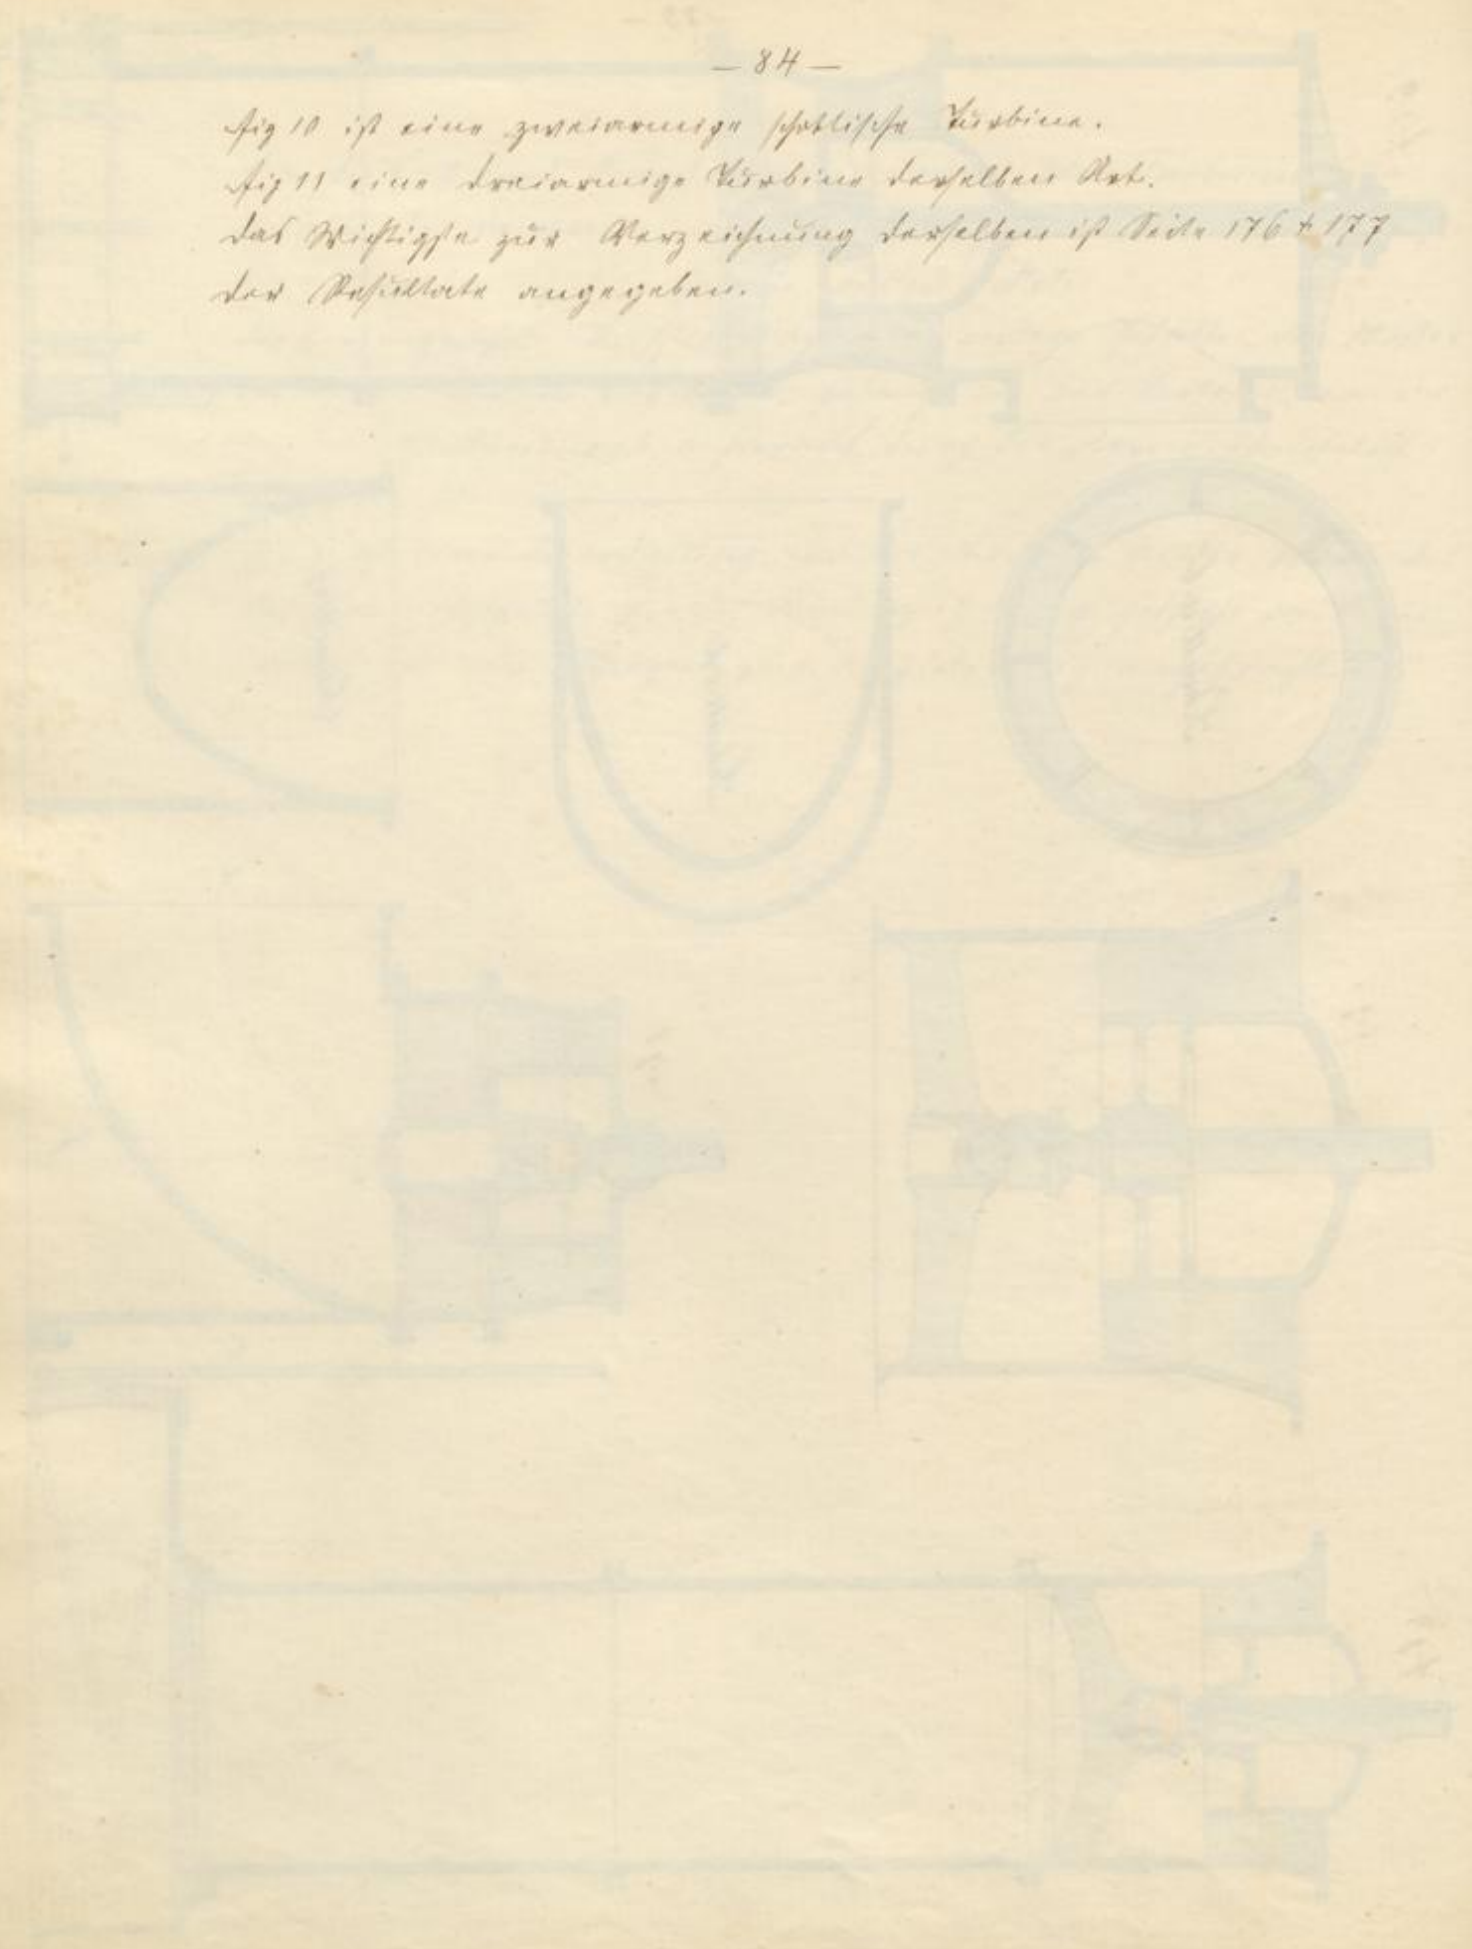 — 84 —
Fig 10 ist eine zweiarmige schottische Turbine.
Fig 11 eine dreiarmige Turbine derselben Art.
Das Wichtigste zur Verzeichnung derselben ist Seite 176 & 177
der Resultate angegeben.